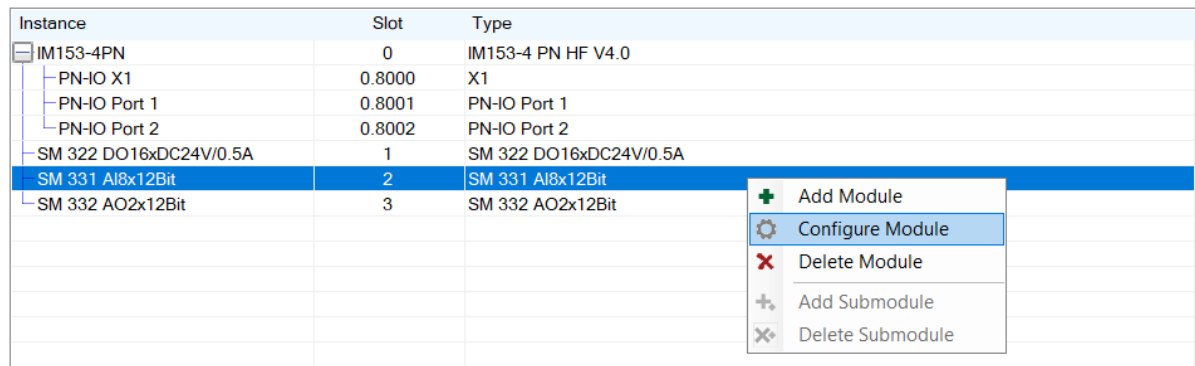 Instance Slot Type
IM153-4PN 0 IM153-4 PN HF V4.0
PN-IO X1 0.8000 X1
PN-IO Port 1 0.8001 PN-IO Port 1
PN-IO Port 2 0.8002 PN-IO Port 2
SM 322 DO16xDC24V/0.5A 1 SM 322 DO16xDC24V/0.5A
SM 331 AI8x12Bit 2 SM 331 AI8x12Bit
SM 332 AO2x12Bit 3 SM 332 AO2x12Bit
Add Module
Configure Module
Delete Module
Add Submodule
Delete Submodule